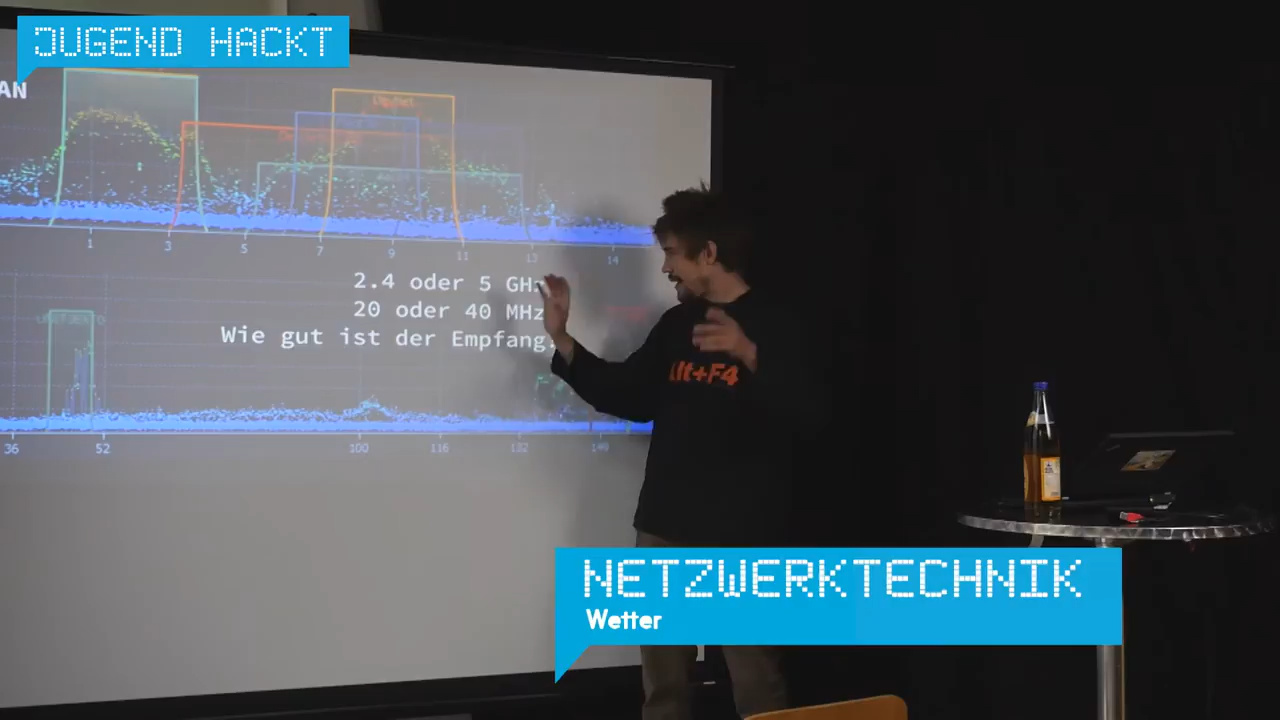 JUGEND HACKT
AN
1 3 5 7 9 11 13 14
2.4 oder 5 GHz
20 oder 40 MHz
Wie gut ist der Empfang?
36 52 100 116 132 149
Alt+F4
NETZWERKTECHNIK
Wetter